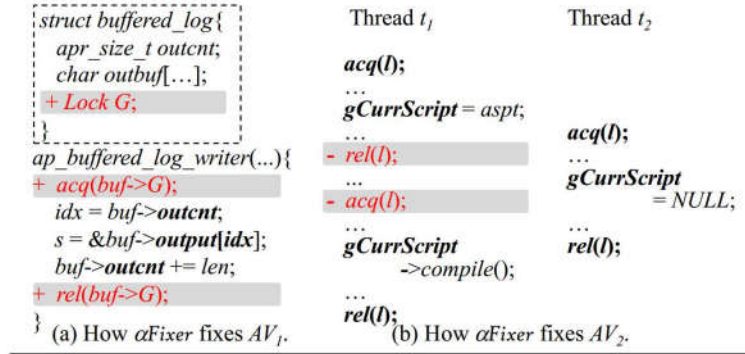 struct buffered_log{
apr_size_t outcnt;
char outbuf[…];
+ Lock G;
}
ap_buffered_log_writer(...){
+ acq(buf->G);
idx = buf->outcnt;
s = &buf->output[idx];
buf->outcnt += len;
+ rel(buf->G);
}
(a) How αFixer fixes AV₁.
Thread t₁
acq(l);
…
gCurrScript = aspt;
…
- rel(l);
...
- acq(l);
…
gCurrScript
->compile();
…
rel(l);
Thread t₂
acq(l);
…
gCurrScript
= NULL;
…
rel(l);
(b) How αFixer fixes AV₂.